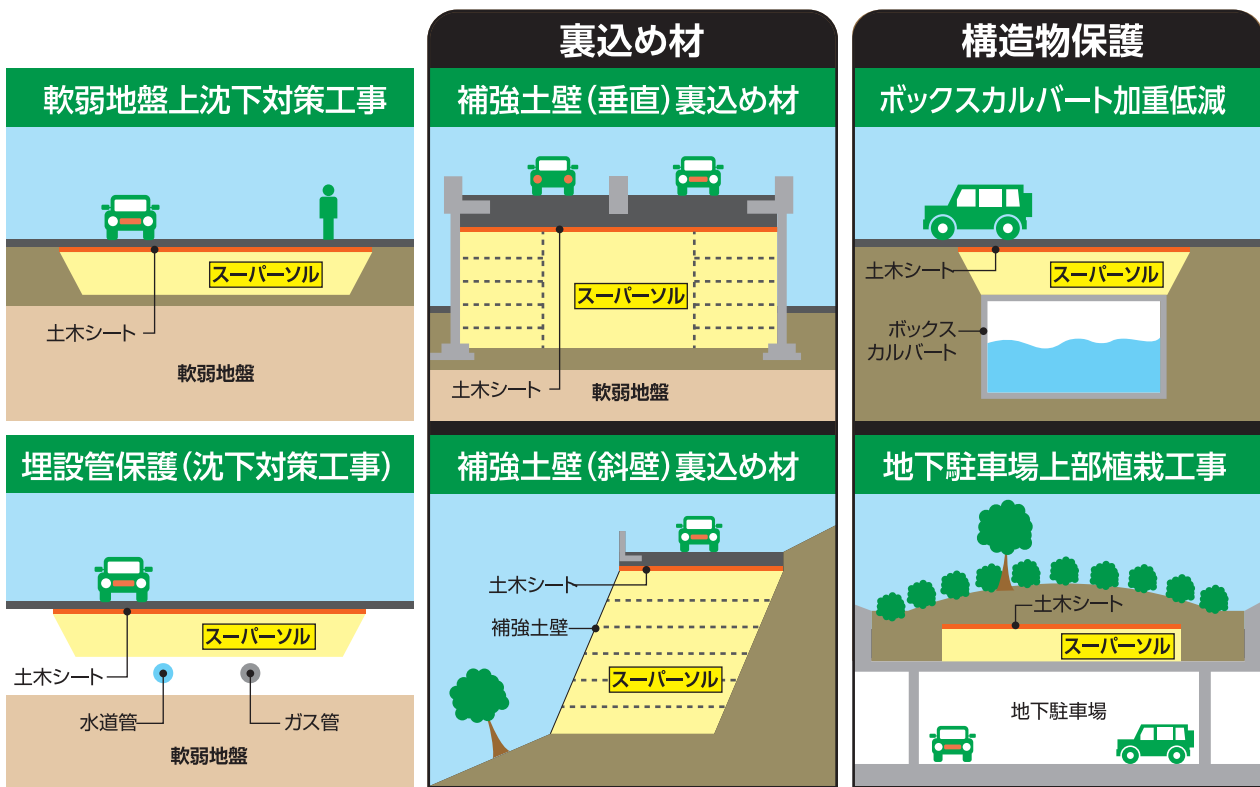 軟弱地盤上沈下対策工事
スーパーソル
土木シート
軟弱地盤
埋設管保護(沈下対策工事)
スーパーソル
土木シート
水道管
ガス管
軟弱地盤
裏込め材
補強土壁(垂直)裏込め材
スーパーソル
土木シート
軟弱地盤
補強土壁(斜壁)裏込め材
土木シート
補強土壁
スーパーソル
構造物保護
ボックスカルバート加重低減
土木シート
スーパーソル
ボックス
カルバート
地下駐車場上部植栽工事
土木シート
スーパーソル
地下駐車場